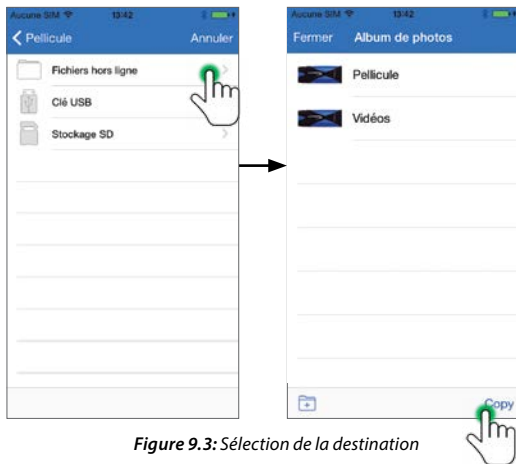 Aucune SIM 13:42
Pellicule Annuler
Fichiers hors ligne
Clé USB
Stockage SD
Aucune SIM 13:42
Fermer Album de photos
Pellicule
Vidéos
Copy
Figure 9.3: Sélection de la destination